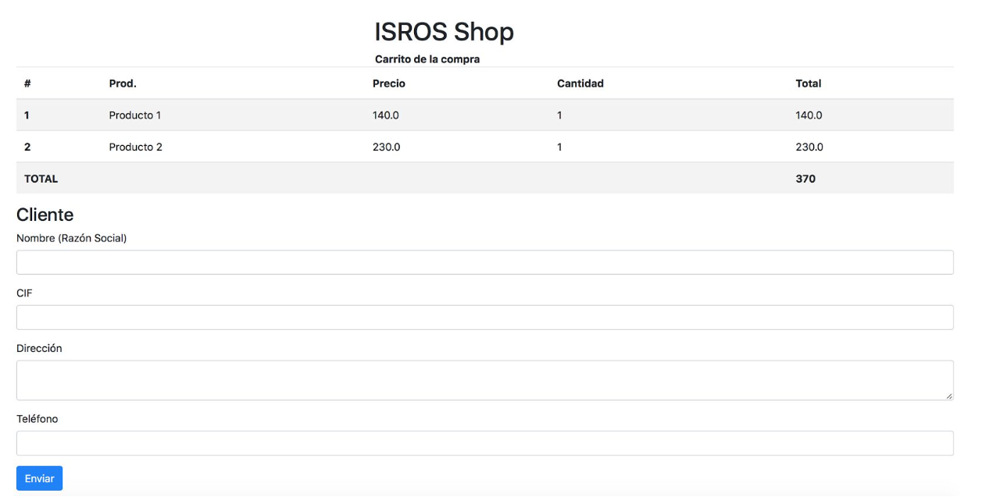 ISROS Shop
Carrito de la compra
# Prod. Precio Cantidad Total
1 Producto 1 140.0 1 140.0
2 Producto 2 230.0 1 230.0
TOTAL 370
Cliente
Nombre (Razón Social)
CIF
Dirección
Teléfono
Enviar